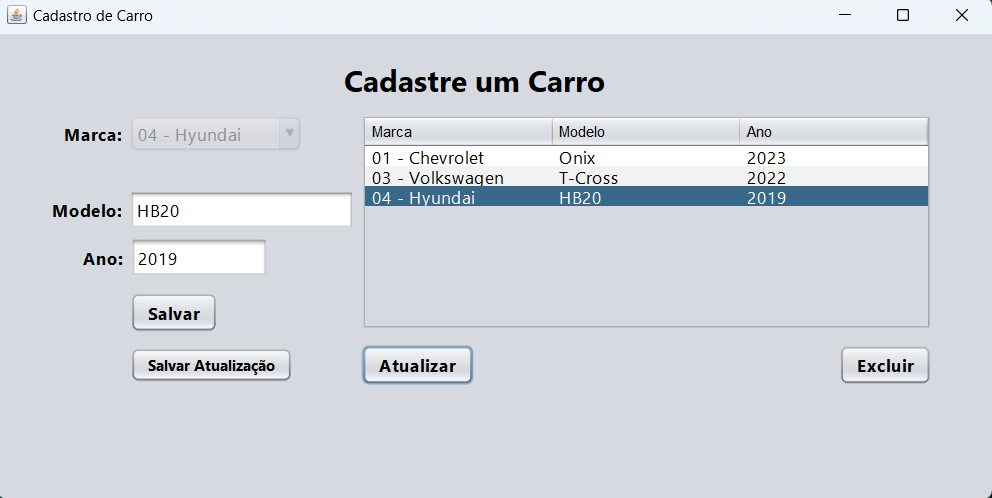 Cadastro de Carro
Cadastre um Carro
Marca: 04 - Hyundai
Modelo: HB20
Ano: 2019
Salvar
Salvar Atualização
Marca Modelo Ano
01 - Chevrolet Onix 2023
03 - Volkswagen T-Cross 2022
04 - Hyundai HB20 2019
Atualizar
Excluir